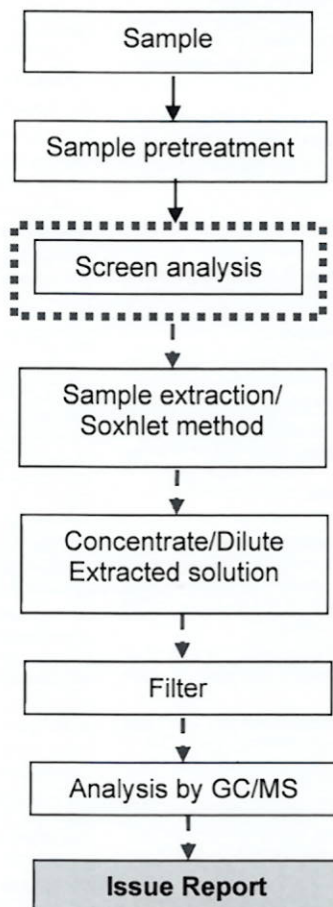 Sample
Sample pretreatment
Screen analysis
Sample extraction/
Soxhlet method
Concentrate/Dilute
Extracted solution
Filter
Analysis by GC/MS
Issue Report